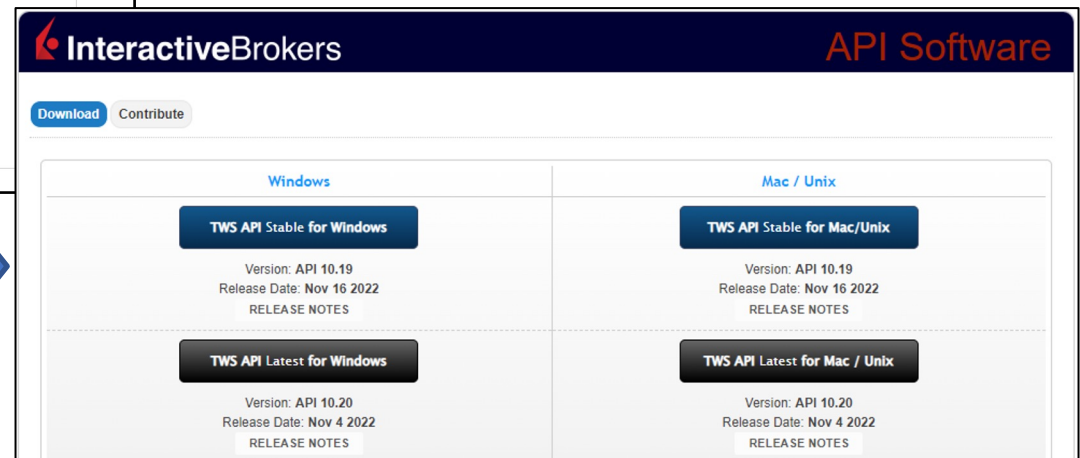 InteractiveBrokers
API Software
Download
Contribute
Windows
Mac / Unix
TWS API Stable for Windows
TWS API Stable for Mac/Unix
Version: API 10.19
Version: API 10.19
Release Date: Nov 16 2022
Release Date: Nov 16 2022
RELEASE NOTES
RELEASE NOTES
TWS API Latest for Windows
TWS API Latest for Mac / Unix
Version: API 10.20
Version: API 10.20
Release Date: Nov 4 2022
Release Date: Nov 4 2022
RELEASE NOTES
RELEASE NOTES